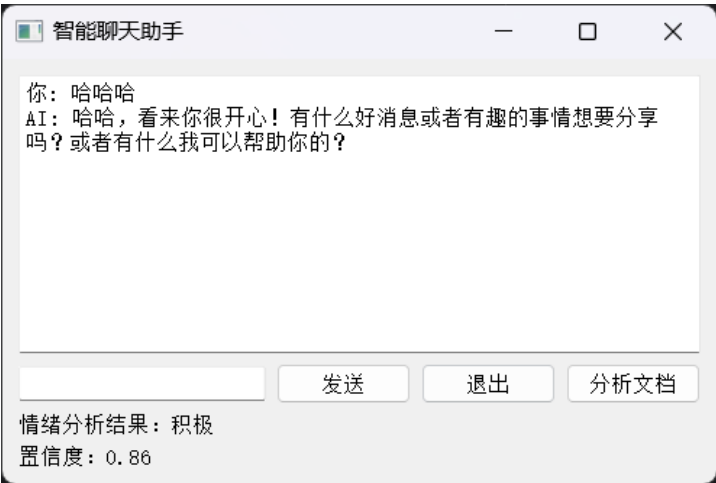 智能聊天助手
你: 哈哈哈
AI: 哈哈，看来你很开心！有什么好消息或者有趣的事情想要分享
吗？或者有什么我可以帮助你的？
发送 退出 分析文档
情绪分析结果: 积极
置信度: 0.86